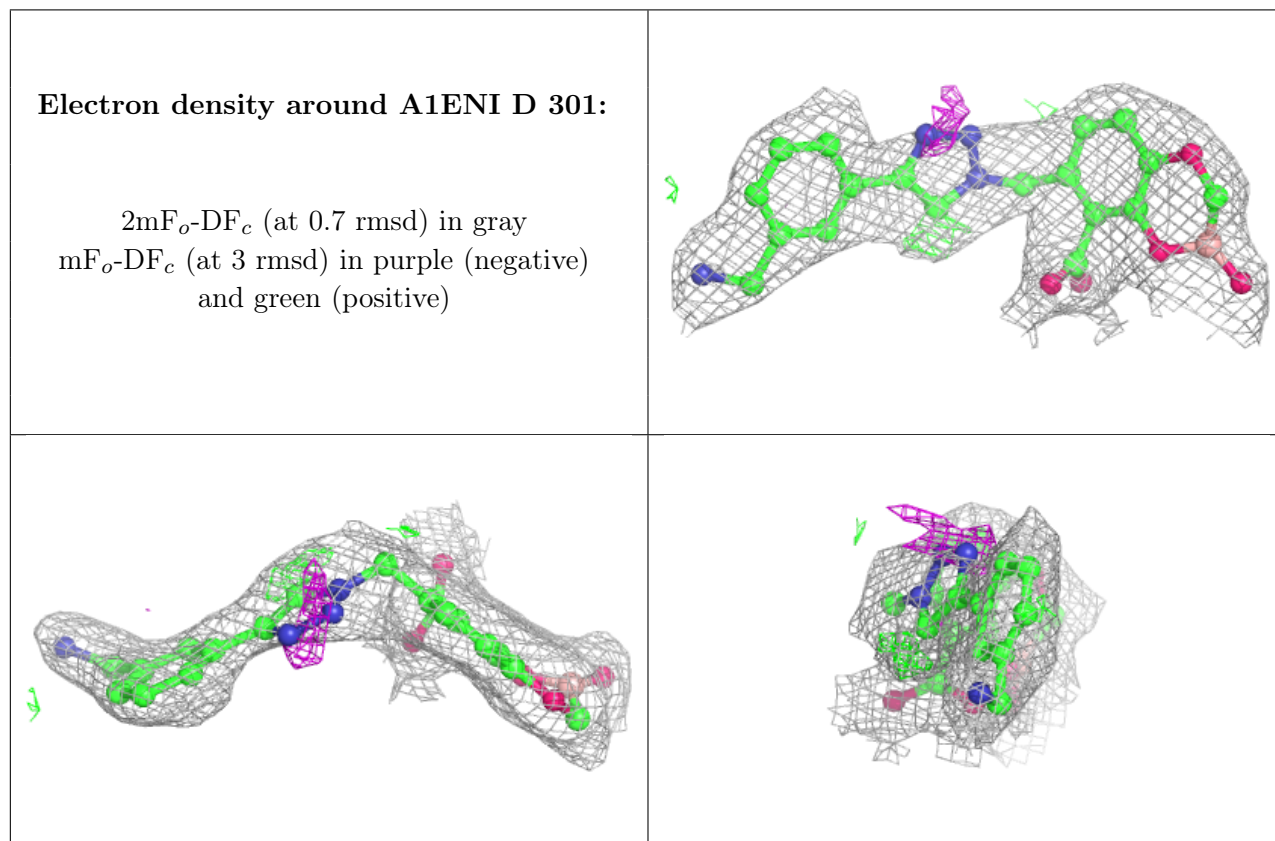 Electron density around A1ENI D 301:
2mFo-DFc (at 0.7 rmsd) in gray
mFo-DFc (at 3 rmsd) in purple (negative)
and green (positive)